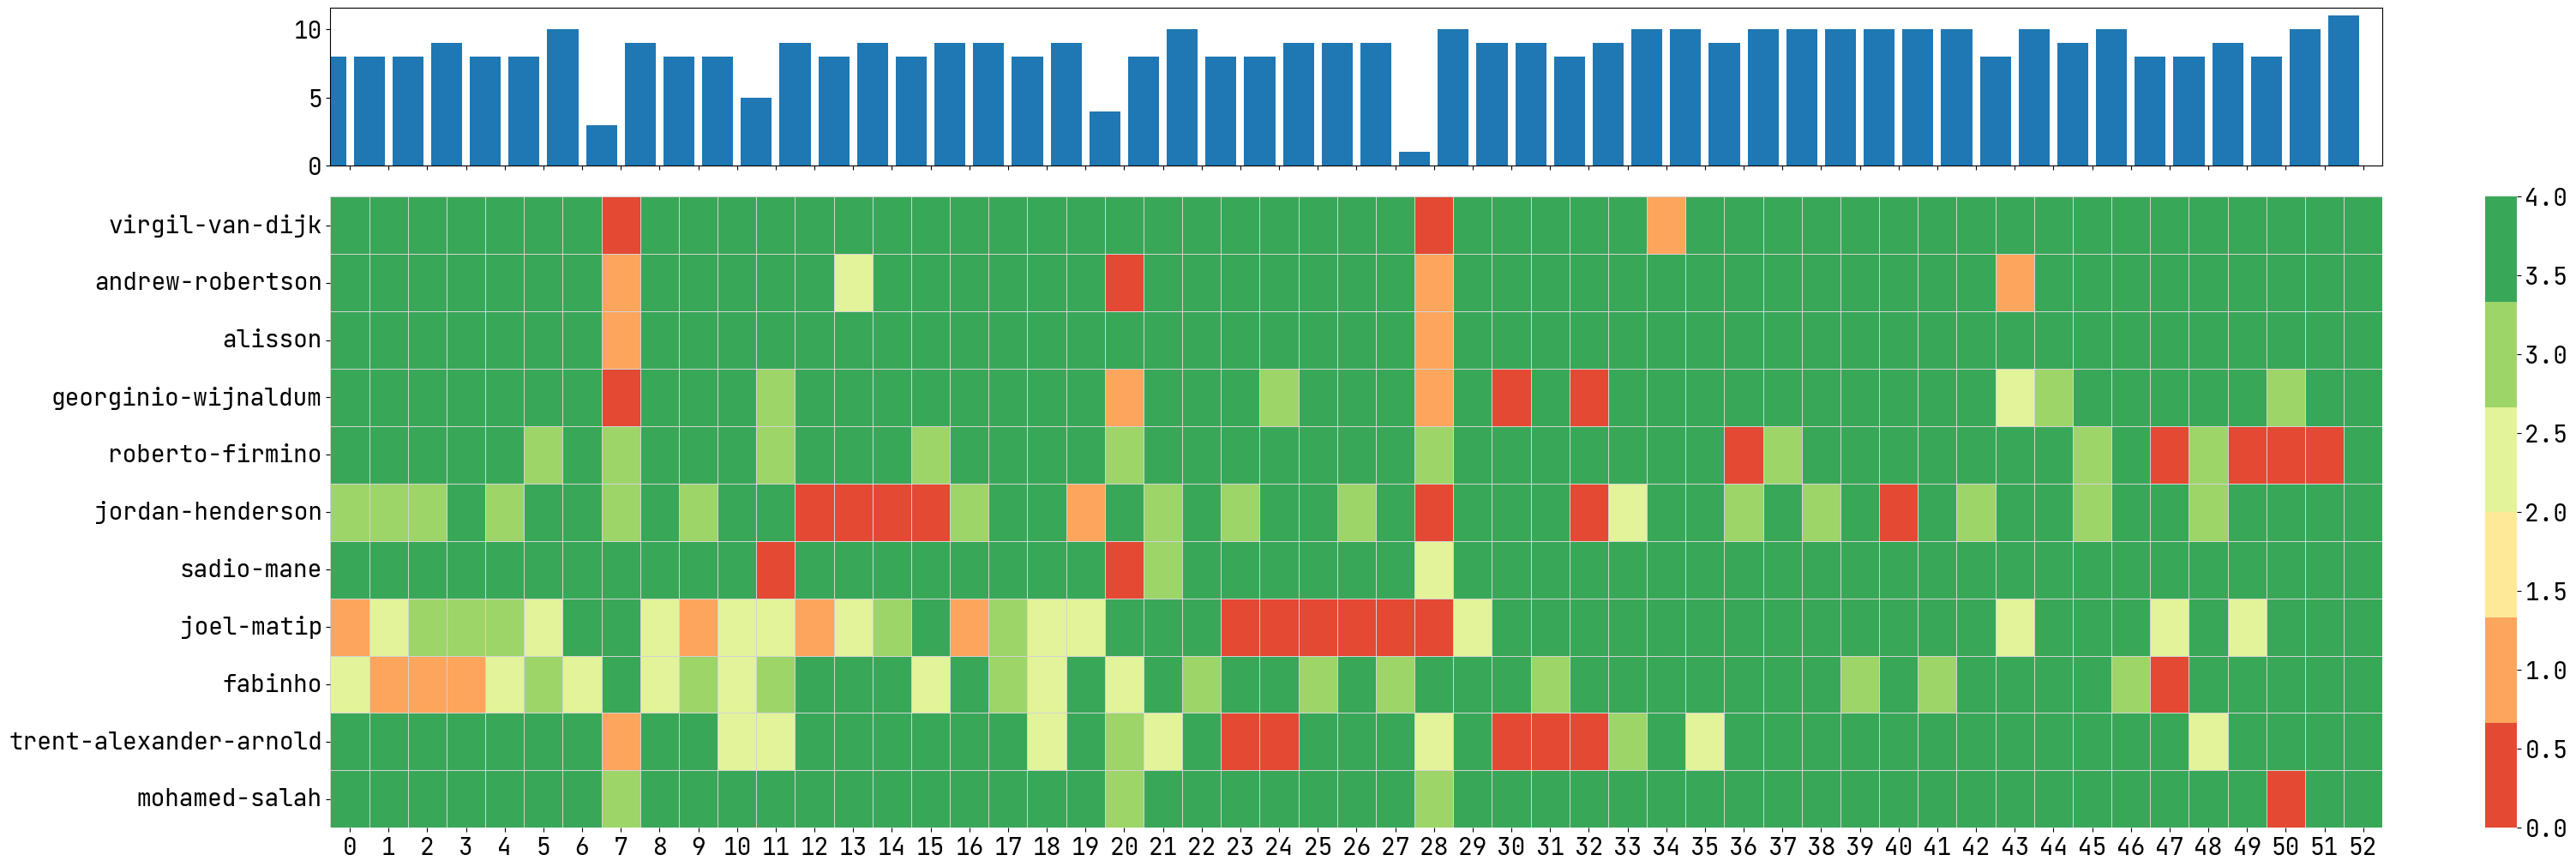 10
5
0
virgil-van-dijk
andrew-robertson
alisson
georginio-wijnaldum
roberto-firmino
jordan-henderson
sadio-mane
joel-matip
fabinho
trent-alexander-arnold
mohamed-salah
0 1 2 3 4 5 6 7 8 9 10 11 12 13 14 15 16 17 18 19 20 21 22 23 24 25 26 27 28 29 30 31 32 33 34 35 36 37 38 39 40 41 42 43 44 45 46 47 48 49 50 51 52
4.0
3.5
3.0
2.5
2.0
1.5
1.0
0.5
0.0